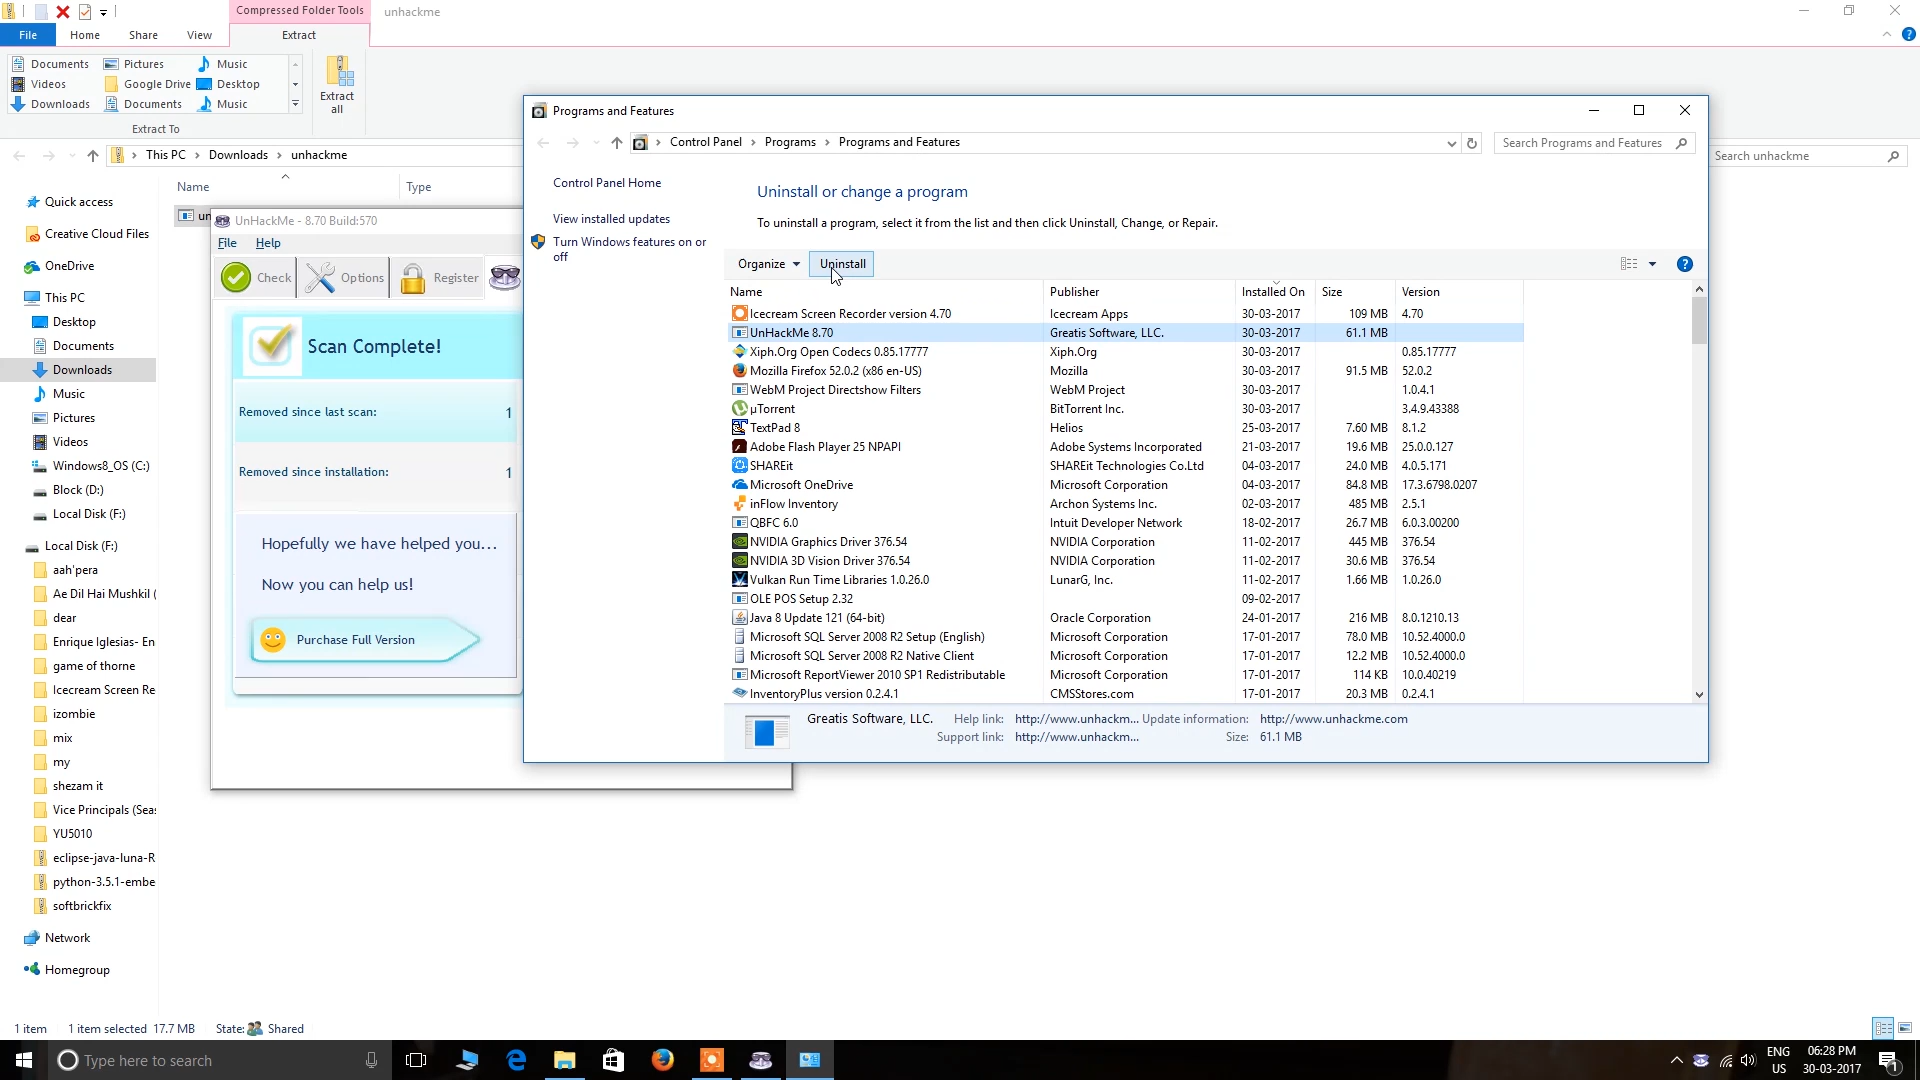 Compressed Folder Tools
unhackme
File
Home
Share
View
Extract
Documents
Pictures
Music
Videos
Google Drive
Desktop
Downloads
Documents
Music
Extract To
Extract all
This PC > Downloads > unhackme
Search unhackme
Name
Type
Quick access
Creative Cloud Files
OneDrive
This PC
Desktop
Documents
Downloads
Music
Pictures
Videos
Windows8_OS (C:)
Block (D:)
Local Disk (F:)
Local Disk (F:)
aah'pera
Ae Dil Hai Mushkil (
dear
Enrique Iglesias- En
game of thorne
Icecream Screen Re
izombie
mix
my
shezam it
Vice Principals (Sea
YU5010
eclipse-java-luna-R
python-3.5.1-embe
softbrickfix
Network
Homegroup
un
UnHackMe - 8.70 Build:570
File
Help
Check
Options
Register
Scan Complete!
Removed since last scan: 1
Removed since installation: 1
Hopefully we have helped you...
Now you can help us!
Purchase Full Version
Programs and Features
Control Panel > Programs > Programs and Features
Search Programs and Features
Control Panel Home
View installed updates
Turn Windows features on or off
Uninstall or change a program
To uninstall a program, select it from the list and then click Uninstall, Change, or Repair.
Organize
Uninstall
Name Publisher Installed On Size Version
Icecream Screen Recorder version 4.70 Icecream Apps 30-03-2017 109 MB 4.70
UnHackMe 8.70 Greatis Software, LLC. 30-03-2017 61.1 MB
Xiph.Org Open Codecs 0.85.17777 Xiph.Org 30-03-2017 0.85.17777
Mozilla Firefox 52.0.2 (x86 en-US) Mozilla 30-03-2017 91.5 MB 52.0.2
WebM Project Directshow Filters WebM Project 30-03-2017 1.0.4.1
µTorrent BitTorrent Inc. 30-03-2017 3.4.9.43388
TextPad 8 Helios 25-03-2017 7.60 MB 8.1.2
Adobe Flash Player 25 NPAPI Adobe Systems Incorporated 21-03-2017 19.6 MB 25.0.0.127
SHAREit SHAREit Technologies Co.Ltd 04-03-2017 24.0 MB 4.0.5.171
Microsoft OneDrive Microsoft Corporation 04-03-2017 84.8 MB 17.3.6798.0207
inFlow Inventory Archon Systems Inc. 02-03-2017 485 MB 2.5.1
QBFC 6.0 Intuit Developer Network 18-02-2017 26.7 MB 6.0.3.00200
NVIDIA Graphics Driver 376.54 NVIDIA Corporation 11-02-2017 445 MB 376.54
NVIDIA 3D Vision Driver 376.54 NVIDIA Corporation 11-02-2017 30.6 MB 376.54
Vulkan Run Time Libraries 1.0.26.0 LunarG, Inc. 11-02-2017 1.66 MB 1.0.26.0
OLE POS Setup 2.32 09-02-2017
Java 8 Update 121 (64-bit) Oracle Corporation 24-01-2017 216 MB 8.0.1210.13
Microsoft SQL Server 2008 R2 Setup (English) Microsoft Corporation 17-01-2017 78.0 MB 10.52.4000.0
Microsoft SQL Server 2008 R2 Native Client Microsoft Corporation 17-01-2017 12.2 MB 10.52.4000.0
Microsoft ReportViewer 2010 SP1 Redistributable Microsoft Corporation 17-01-2017 114 KB 10.0.40219
InventoryPlus version 0.2.4.1 CMSStores.com 17-01-2017 20.3 MB 0.2.4.1
Greatis Software, LLC. Help link: http://www.unhackm... Update information: http://www.unhackme.com
Support link: http://www.unhackm... Size: 61.1 MB
1 item 1 item selected 17.7 MB State: Shared
Type here to search
ENG
US
06:28 PM
30-03-2017
1